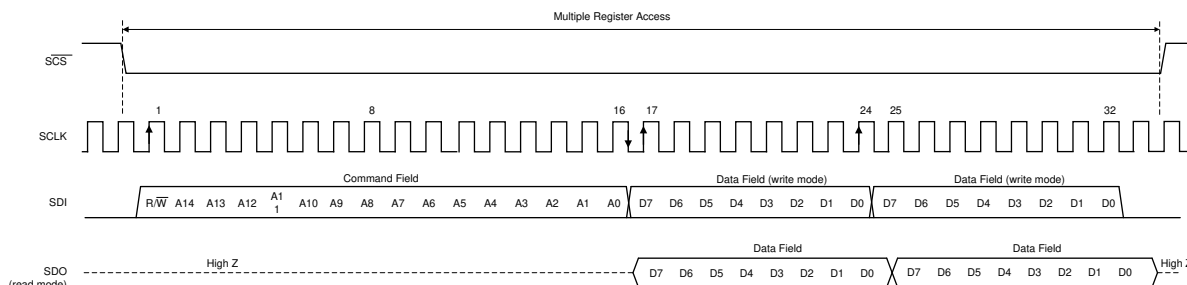 Multiple Register Access
SCS
1 8 16 17 24 25 32
SCLK
Command Field Data Field (write mode) Data Field (write mode)
SDI R/W A14 A13 A12 A1 1 A10 A9 A8 A7 A6 A5 A4 A3 A2 A1 A0 D7 D6 D5 D4 D3 D2 D1 D0 D7 D6 D5 D4 D3 D2 D1 D0
Data Field Data Field
High Z High Z
SDO D7 D6 D5 D4 D3 D2 D1 D0 D7 D6 D5 D4 D3 D2 D1 D0
(read mode)